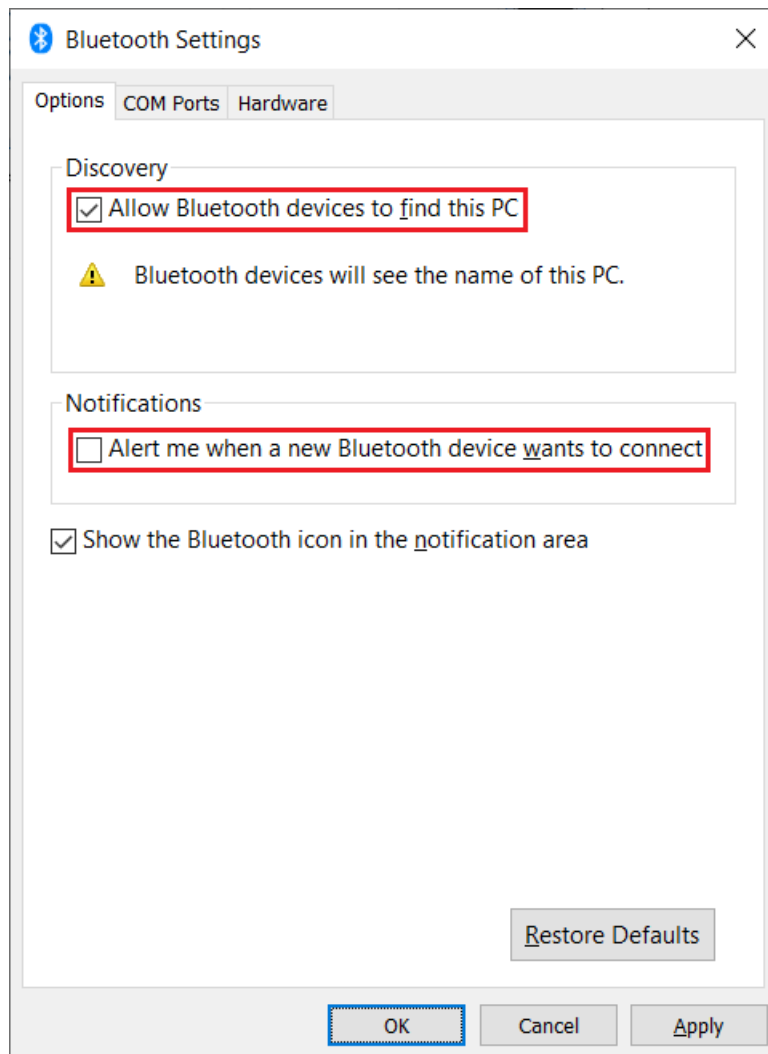 Bluetooth Settings
Options COM Ports Hardware
Discovery
Allow Bluetooth devices to find this PC
Bluetooth devices will see the name of this PC.
Notifications
Alert me when a new Bluetooth device wants to connect
Show the Bluetooth icon in the notification area
Restore Defaults
OK Cancel Apply